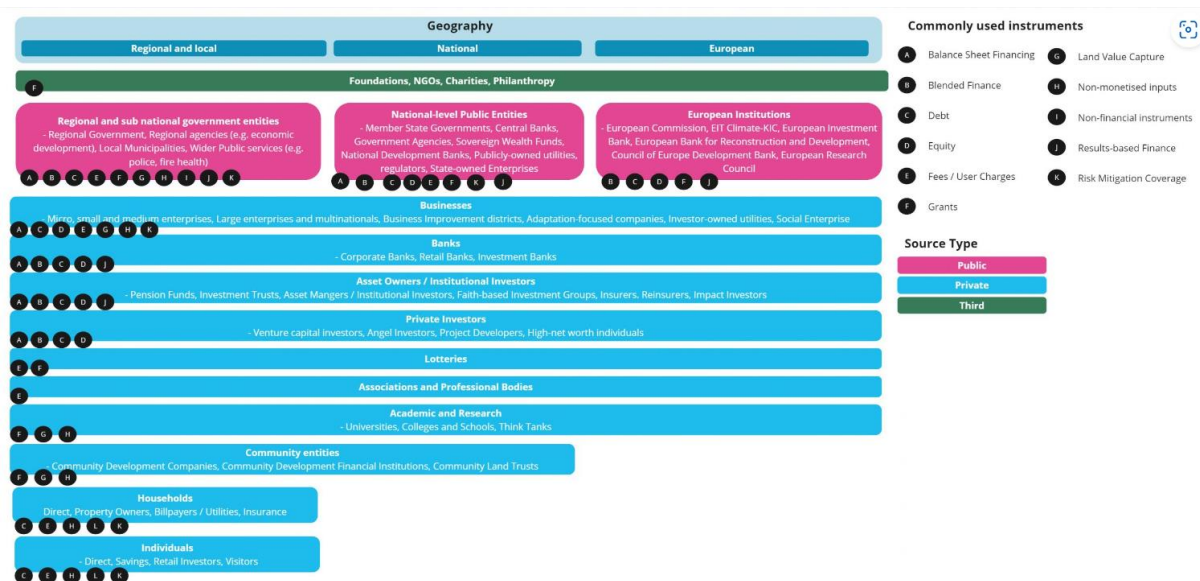 Geography
Regional and local
National
European
Foundations, NGOs, Charities, Philanthropy
F
Regional and sub national government entities
- Regional Government, Regional agencies (e.g. economic
development), Local Municipalities, Wider Public services (e.g.
police, fire health)
A B C E F G H I J K
National-level Public Entities
- Member State Governments, Central Banks,
Government Agencies, Sovereign Wealth Funds,
National Development Banks, Publicly-owned utilities,
regulators, State-owned Enterprises
A B C D E F K J
European Institutions
- European Commission, EIT Climate-KIC, European Investment
Bank, European Bank for Reconstruction and Development,
Council of Europe Development Bank, European Research
Council
B C D F J
Businesses
- Micro, small and medium enterprises, Large enterprises and multinationals, Business Improvement districts, Adaptation-focused companies, Investor-owned utilities, Social Enterprise
A C D E G H K
Banks
- Corporate Banks, Retail Banks, Investment Banks
A B C D J
Asset Owners / Institutional Investors
- Pension Funds, Investment Trusts, Asset Mangers / Institutional Investors, Faith-based Investment Groups, Insurers. Reinsurers, Impact Investors
A B C D J
Private Investors
- Venture capital investors, Angel Investors, Project Developers, High-net worth individuals
A B C D
Lotteries
E F
Associations and Professional Bodies
E
Academic and Research
- Universities, Colleges and Schools, Think Tanks
F G H
Community entities
- Community Development Companies, Community Development Financial Institutions, Community Land Trusts
F G H
Households
Direct, Property Owners, Billpayers / Utilities, Insurance
C E H L K
Individuals
- Direct, Savings, Retail Investors, Visitors
C E H L K
Commonly used instruments
A Balance Sheet Financing
B Blended Finance
C Debt
D Equity
E Fees / User Charges
F Grants
G Land Value Capture
H Non-monetised inputs
I Non-financial instruments
J Results-based Finance
K Risk Mitigation Coverage
Source Type
Public
Private
Third